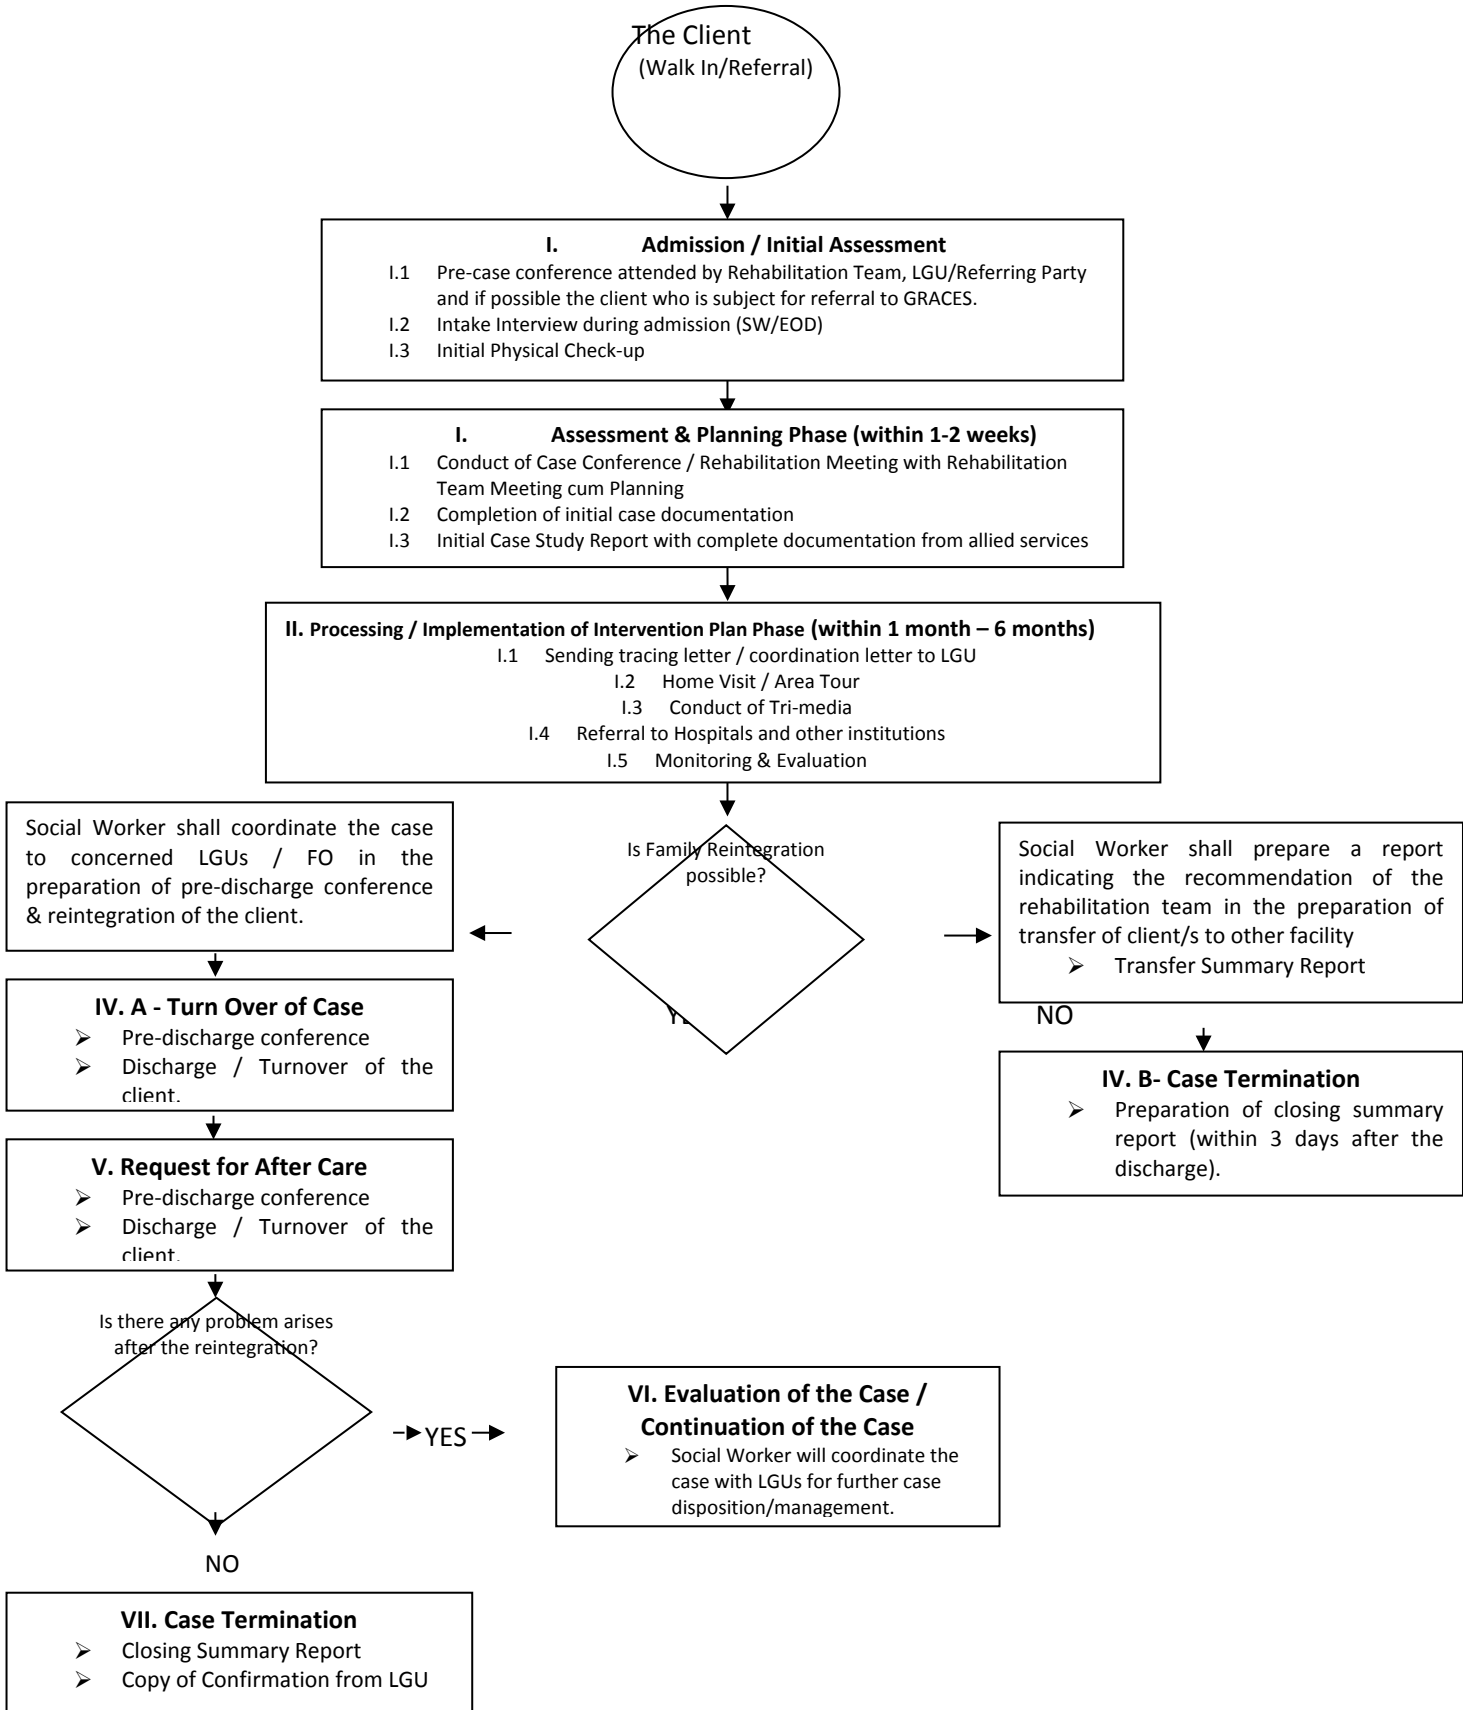 The Client
(Walk In/Referral)
I. Admission / Initial Assessment
I.1 Pre-case conference attended by Rehabilitation Team, LGU/Referring Party
and if possible the client who is subject for referral to GRACES.
I.2 Intake Interview during admission (SW/EOD)
I.3 Initial Physical Check-up
I. Assessment & Planning Phase (within 1-2 weeks)
I.1 Conduct of Case Conference / Rehabilitation Meeting with Rehabilitation
Team Meeting cum Planning
I.2 Completion of initial case documentation
I.3 Initial Case Study Report with complete documentation from allied services
II. Processing / Implementation of Intervention Plan Phase (within 1 month – 6 months)
I.1 Sending tracing letter / coordination letter to LGU
I.2 Home Visit / Area Tour
I.3 Conduct of Tri-media
I.4 Referral to Hospitals and other institutions
I.5 Monitoring & Evaluation
Social Worker shall coordinate the case
to concerned LGUs / FO in the
preparation of pre-discharge conference
& reintegration of the client.
Is Family Reintegration
possible?
Social Worker shall prepare a report
indicating the recommendation of the
rehabilitation team in the preparation of
transfer of client/s to other facility
➢ Transfer Summary Report
NO
IV. A - Turn Over of Case
➢ Pre-discharge conference
➢ Discharge / Turnover of the
client.
IV. B- Case Termination
➢ Preparation of closing summary
report (within 3 days after the
discharge).
V. Request for After Care
➢ Pre-discharge conference
➢ Discharge / Turnover of the
client.
Is there any problem arises
after the reintegration?
YES
VI. Evaluation of the Case /
Continuation of the Case
➢ Social Worker will coordinate the
case with LGUs for further case
disposition/management.
NO
VII. Case Termination
➢ Closing Summary Report
➢ Copy of Confirmation from LGU